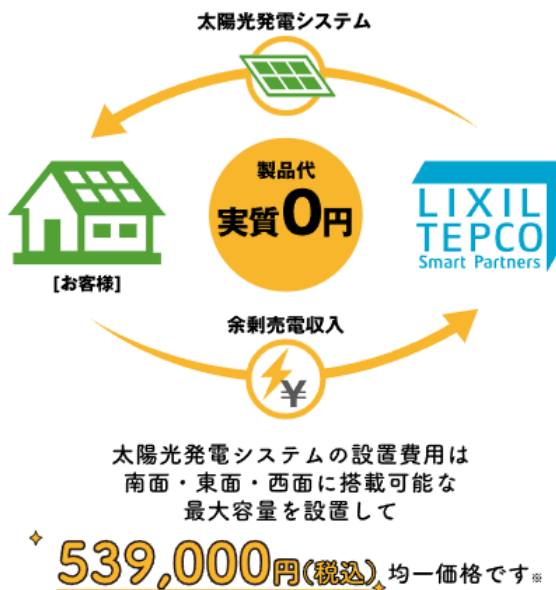 太陽光発電システム
製品代
実質0円
LIXIL
TEPCO
Smart Partners
[お客様]
余剰売電収入
¥
太陽光発電システムの設置費用は
南面・東面・西面に搭載可能な
最大容量を設置して
539,000円(税込)均一価格です※